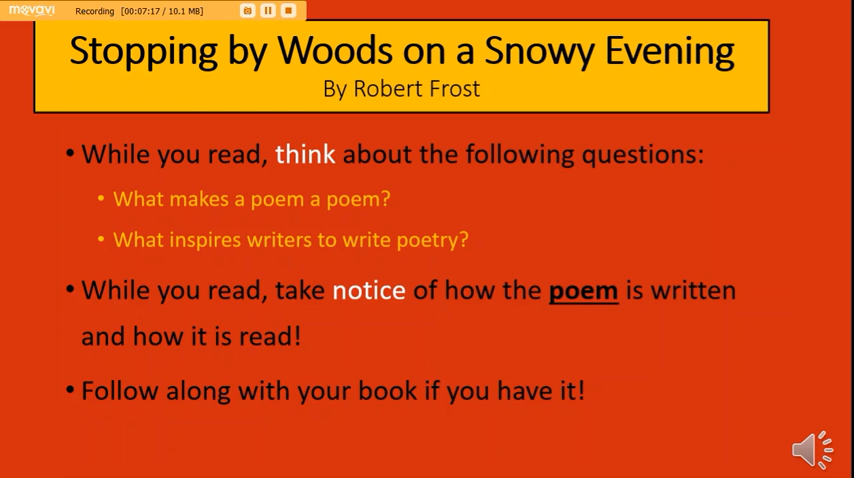 movavi Recording [00:07:17 / 10.1 MB]
Stopping by Woods on a Snowy Evening
By Robert Frost
• While you read, think about the following questions:
• What makes a poem a poem?
• What inspires writers to write poetry?
• While you read, take notice of how the poem is written
and how it is read!
• Follow along with your book if you have it!